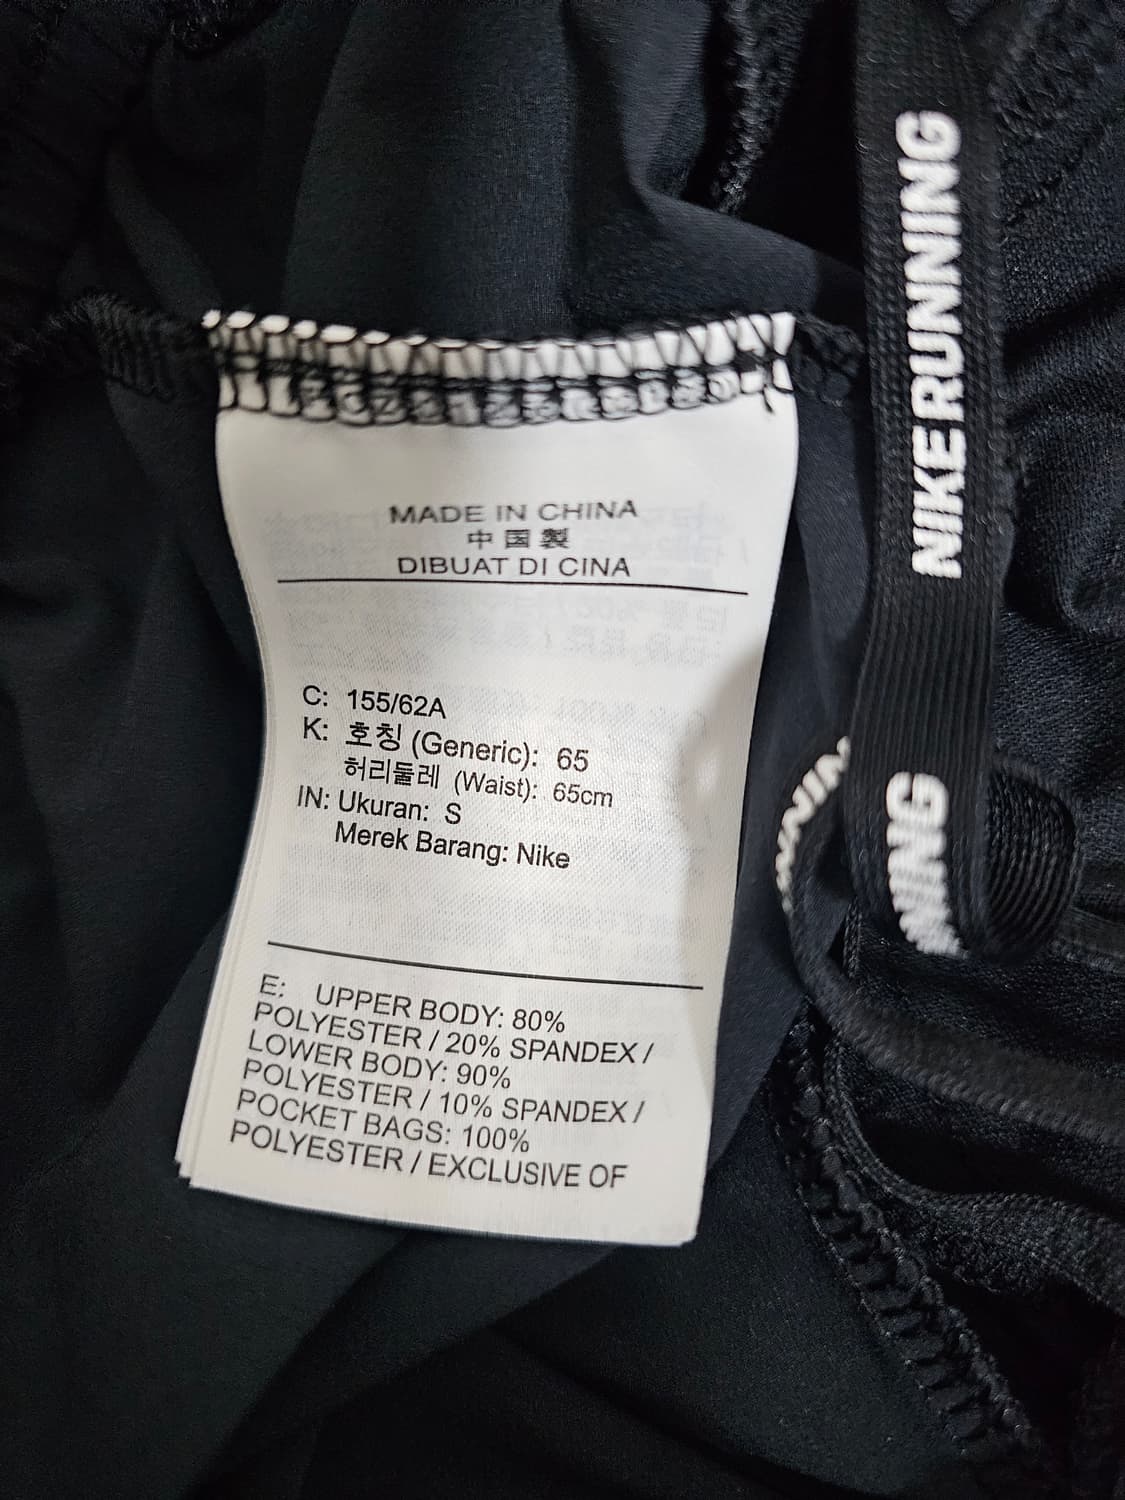 MADE IN CHINA
中国製
DIBUAT DI CINA
C: 155/62A
K: 호칭 (Generic): 65
허리둘레 (Waist): 65cm
IN: Ukuran: S
Merek Barang: Nike
E: UPPER BODY: 80%
POLYESTER / 20% SPANDEX /
LOWER BODY: 90%
POLYESTER / 10% SPANDEX /
POCKET BAGS: 100%
POLYESTER / EXCLUSIVE OF
NIKE RUNNING